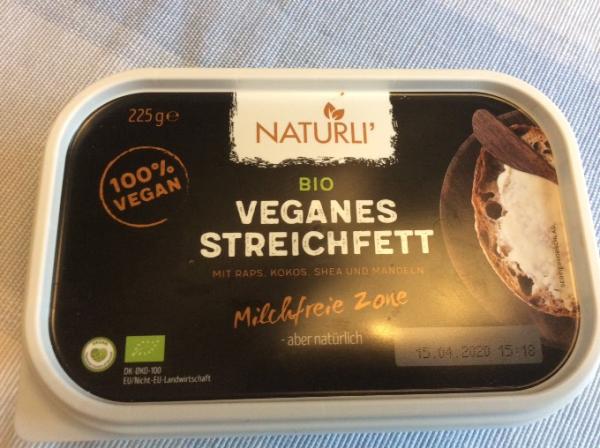 225 g℮
NATURLI'
100%
VEGAN
BIO
VEGANES
STREICHFETT
MIT RAPS, KOKOS, SHEA UND MANDELN
Milchfreie Zone
- aber natürlich
15.04.2020 15:18
DK-ØKO-100
EU/Nicht-EU-Landwirtschaft